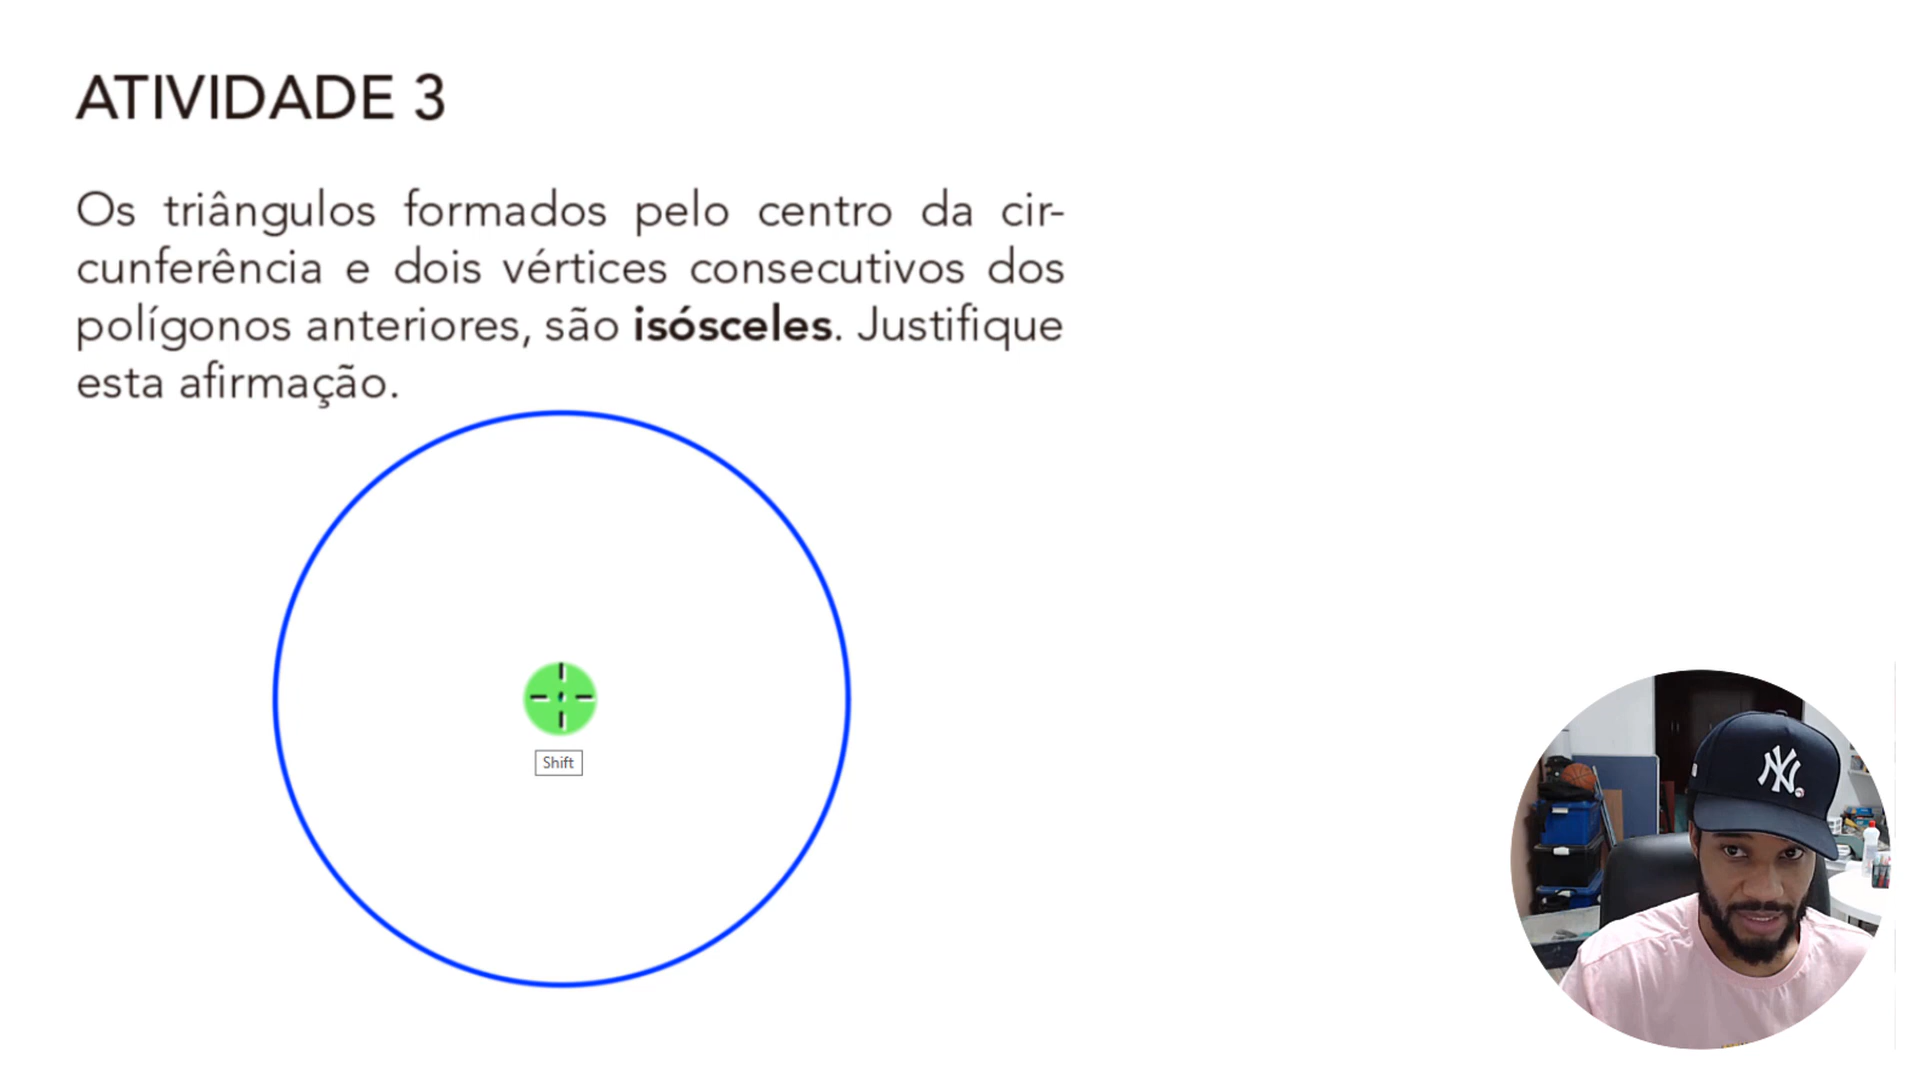 ATIVIDADE 3
Os triângulos formados pelo centro da cir-
cunferência e dois vértices consecutivos dos
polígonos anteriores, são isósceles. Justifique
esta afirmação.
Shift
NY